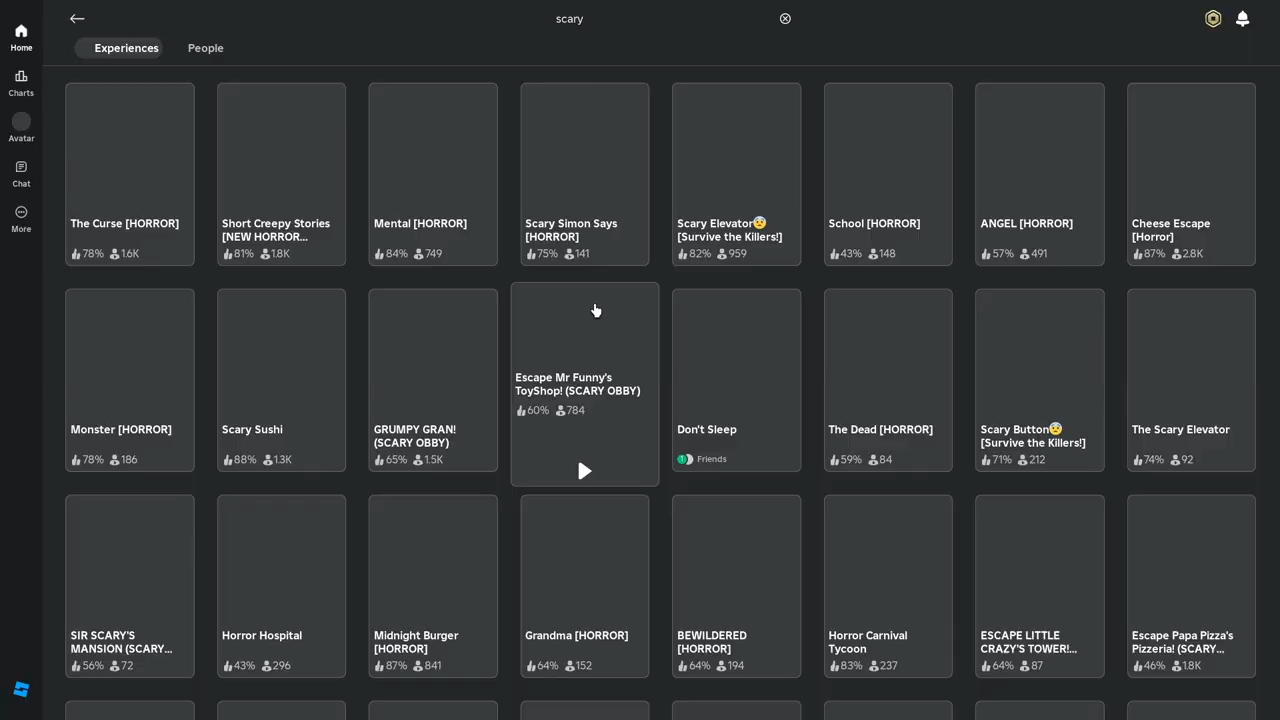 scary
Home
Experiences
People
Charts
Avatar
Chat
More
The Curse [HORROR]
78% 1.6K
Short Creepy Stories
[NEW HORROR...
81% 1.8K
Mental [HORROR]
84% 749
Scary Simon Says
[HORROR]
75% 141
Scary Elevator😨
[Survive the Killers!]
82% 959
School [HORROR]
43% 148
ANGEL [HORROR]
57% 491
Cheese Escape
[Horror]
87% 2.8K
Monster [HORROR]
78% 186
Scary Sushi
88% 1.3K
GRUMPY GRAN!
(SCARY OBBY)
65% 1.5K
Escape Mr Funny's
ToyShop! (SCARY OBBY)
60% 784
Don't Sleep
1 Friends
The Dead [HORROR]
59% 84
Scary Button😨
[Survive the Killers!]
71% 212
The Scary Elevator
74% 92
SIR SCARY'S
MANSION (SCARY...
56% 72
Horror Hospital
43% 296
Midnight Burger
[HORROR]
87% 841
Grandma [HORROR]
64% 152
BEWILDERED
[HORROR]
64% 194
Horror Carnival
Tycoon
83% 237
ESCAPE LITTLE
CRAZY'S TOWER!...
64% 87
Escape Papa Pizza's
Pizzeria! (SCARY...
46% 1.8K